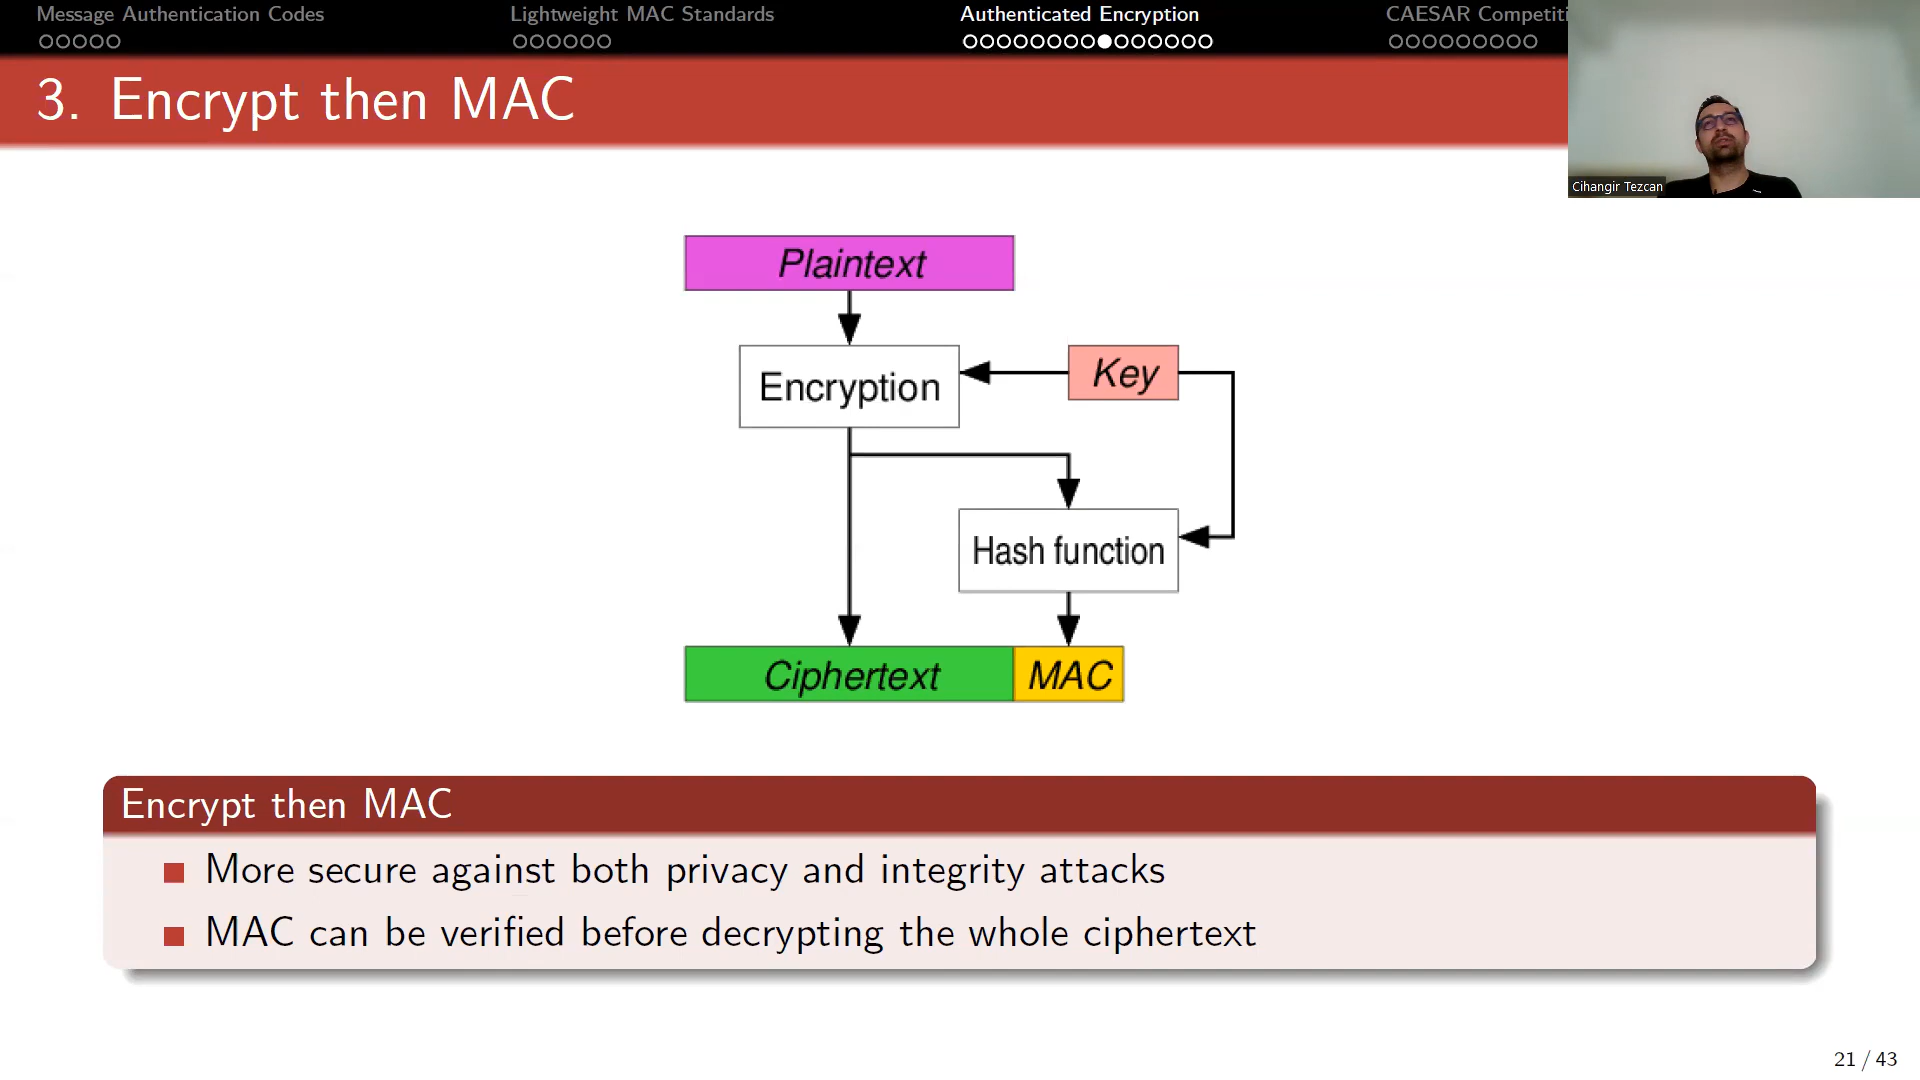 Message Authentication Codes
Lightweight MAC Standards
Authenticated Encryption
CAESAR Competiti
3. Encrypt then MAC
Cihangir Tezcan
Plaintext
Encryption
Key
Hash function
Ciphertext
MAC
Encrypt then MAC
More secure against both privacy and integrity attacks
MAC can be verified before decrypting the whole ciphertext
21 / 43